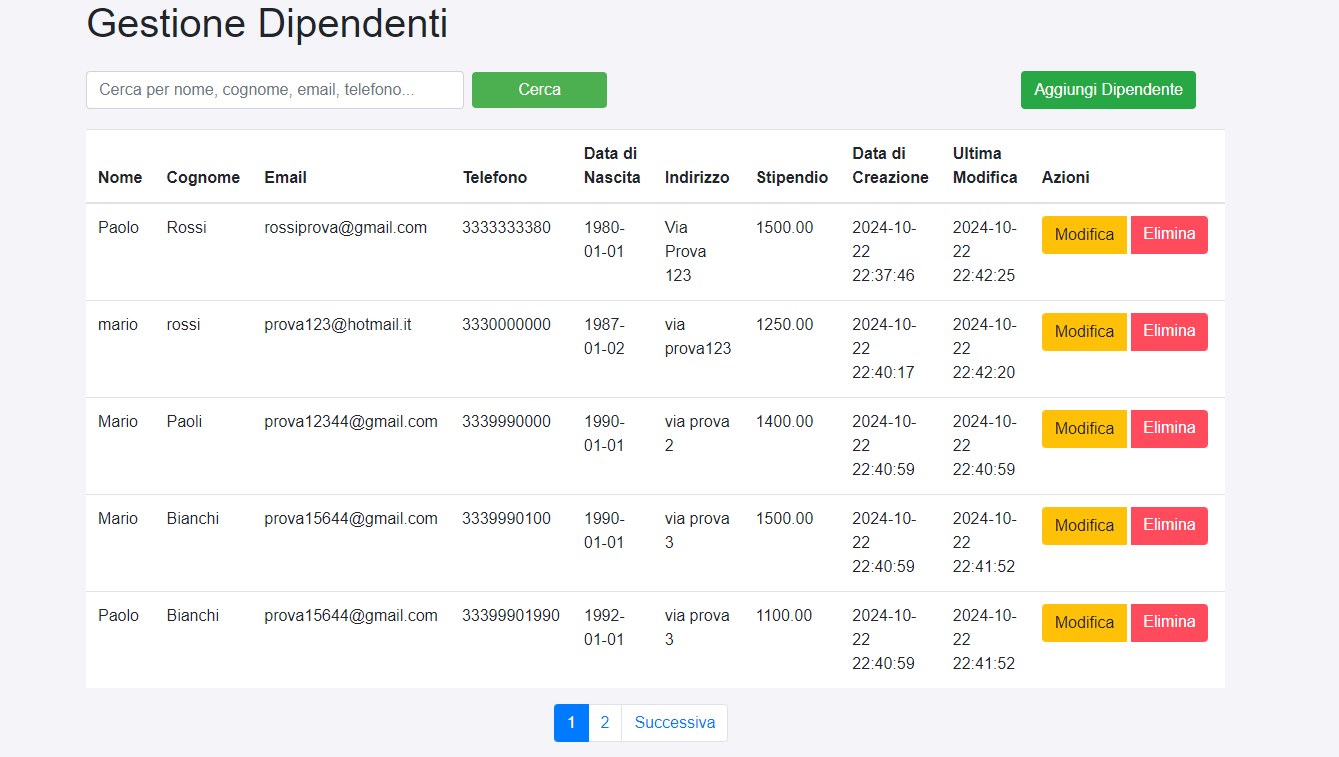 Gestione Dipendenti
Cerca per nome, cognome, email, telefono... Cerca Aggiungi Dipendente
Data di Data di Ultima
Nome Cognome Email Telefono Nascita Indirizzo Stipendio Creazione Modifica Azioni
Paolo Rossi rossiprova@gmail.com 3333333380 1980- Via 1500.00 2024-10- 2024-10- Modifica Elimina
01-01 Prova 22 22
123 22:37:46 22:42:25
mario rossi prova123@hotmail.it 3330000000 1987- via 1250.00 2024-10- 2024-10- Modifica Elimina
01-02 prova123 22 22
22:40:17 22:42:20
Mario Paoli prova12344@gmail.com 3339990000 1990- via prova 1400.00 2024-10- 2024-10- Modifica Elimina
01-01 2 22 22
22:40:59 22:40:59
Mario Bianchi prova15644@gmail.com 3339990100 1990- via prova 1500.00 2024-10- 2024-10- Modifica Elimina
01-01 3 22 22
22:40:59 22:41:52
Paolo Bianchi prova15644@gmail.com 33399901990 1992- via prova 1100.00 2024-10- 2024-10- Modifica Elimina
01-01 3 22 22
22:40:59 22:41:52
1 2 Successiva